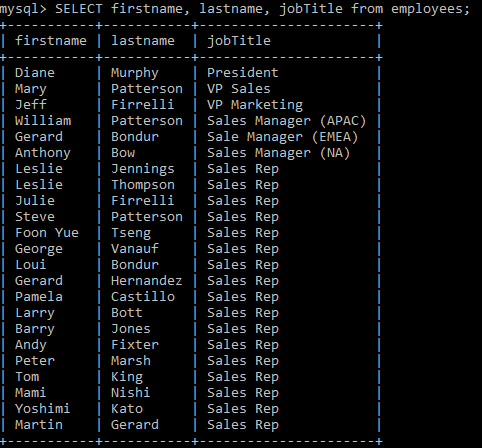 mysql> SELECT firstname, lastname, jobTitle from employees;
+-----------+-----------+----------------------+
| firstname | lastname  | jobTitle             |
+-----------+-----------+----------------------+
| Diane     | Murphy    | President            |
| Mary      | Patterson | VP Sales             |
| Jeff      | Firrelli  | VP Marketing         |
| William   | Patterson | Sales Manager (APAC) |
| Gerard    | Bondur    | Sale Manager (EMEA)  |
| Anthony   | Bow       | Sales Manager (NA)   |
| Leslie    | Jennings  | Sales Rep            |
| Leslie    | Thompson  | Sales Rep            |
| Julie     | Firrelli  | Sales Rep            |
| Steve     | Patterson | Sales Rep            |
| Foon Yue  | Tseng     | Sales Rep            |
| George    | Vanauf    | Sales Rep            |
| Loui      | Bondur    | Sales Rep            |
| Gerard    | Hernandez | Sales Rep            |
| Pamela    | Castillo  | Sales Rep            |
| Larry     | Bott      | Sales Rep            |
| Barry     | Jones     | Sales Rep            |
| Andy      | Fixter    | Sales Rep            |
| Peter     | Marsh     | Sales Rep            |
| Tom       | King      | Sales Rep            |
| Mami      | Nishi     | Sales Rep            |
| Yoshimi   | Kato      | Sales Rep            |
| Martin    | Gerard    | Sales Rep            |
+-----------+-----------+----------------------+